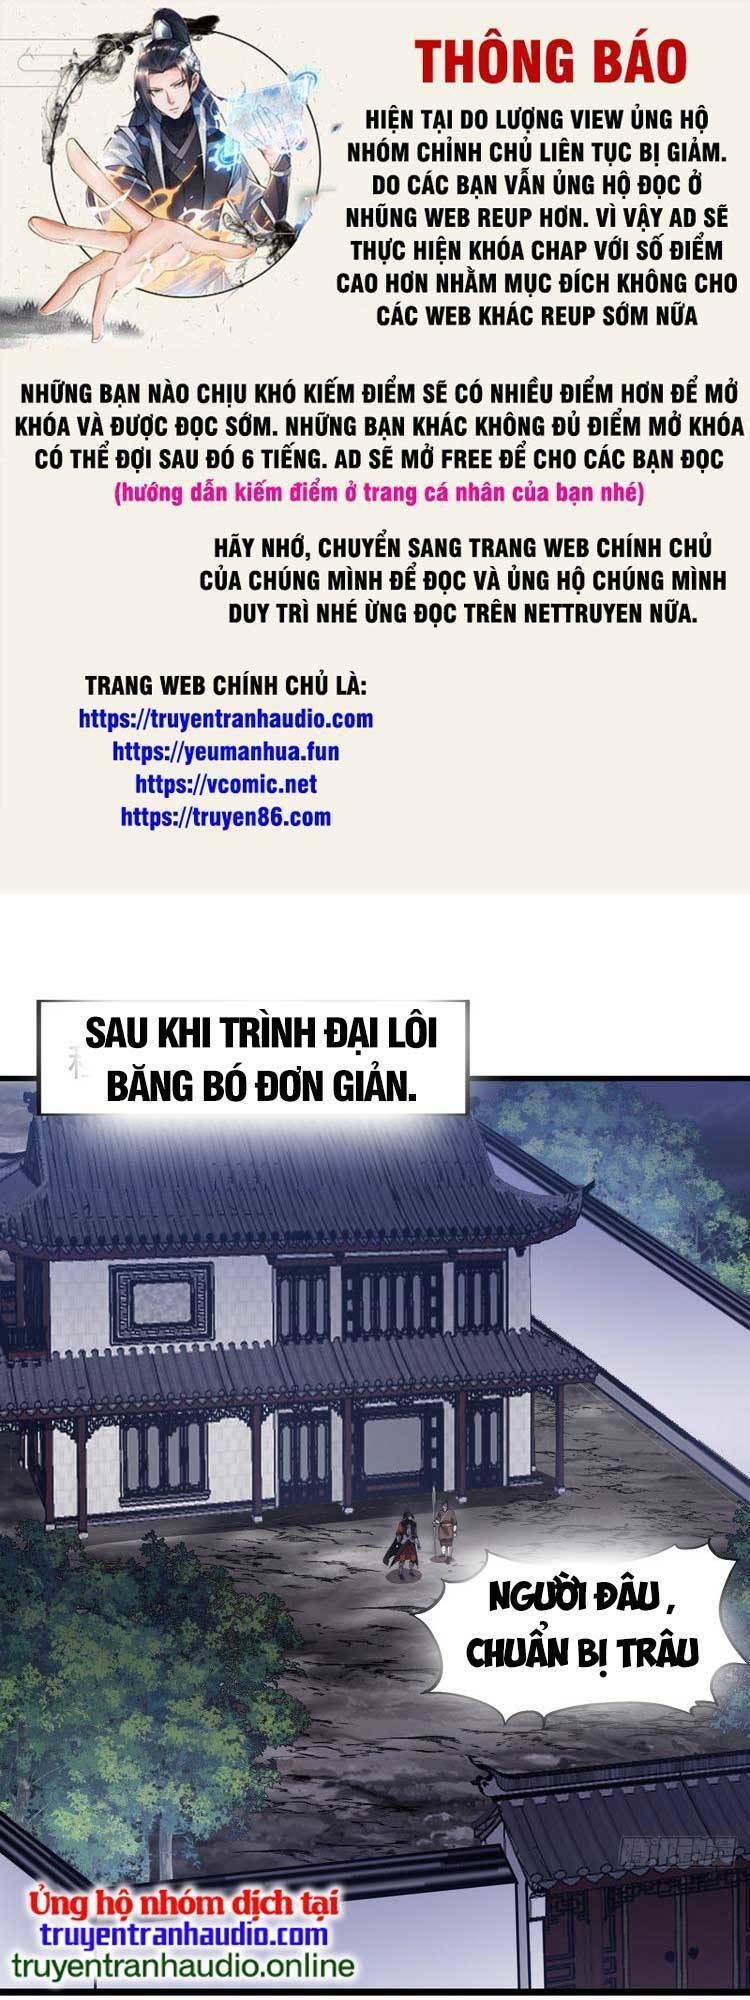 THÔNG BÁO
HIỆN TẠI DO LƯỢNG VIEW ỦNG HỘ
NHÓM CHỈNH CHỦ LIÊN TỤC BỊ GIẢM.
DO CÁC BẠN VẪN ỦNG HỘ ĐỌC Ở
NHŨNG WEB REUP HƠN. VÌ VẬY AD SẼ
THỰC HIỆN KHÓA CHAP VỚI SỐ ĐIỂM
CAO HƠN NHẰM MỤC ĐÍCH KHÔNG CHO
CÁC WEB KHÁC REUP SỚM NỮA
NHỮNG BẠN NÀO CHỊU KHÓ KIẾM ĐIỂM SẼ CÓ NHIỀU ĐIỂM HƠN ĐỂ MỞ
KHÓA VÀ ĐƯỢC ĐỌC SỚM. NHỮNG BẠN KHÁC KHÔNG ĐỦ ĐIỂM MỞ KHÓA
CÓ THỂ ĐỢI SAU ĐÓ 6 TIẾNG. AD SẼ MỞ FREE ĐỂ CHO CÁC BẠN ĐỌC
(hướng dẫn kiếm điểm ở trang cá nhân của bạn nhé)
HÃY NHỚ, CHUYỂN SANG TRANG WEB CHÍNH CHỦ
CỦA CHÚNG MÌNH ĐỂ ĐỌC VÀ ỦNG HỘ CHÚNG MÌNH
DUY TRÌ NHÉ ỪNG ĐỌC TRÊN NETTRUYEN NỮA.
TRANG WEB CHÍNH CHỦ LÀ:
https://truyentranhaudio.com
https://yeumanhua.fun
https://vcomic.net
https://truyen86.com
SAU KHI TRÌNH ĐẠI LÔI
BĂNG BÓ ĐƠN GIẢN.
NGƯỜI ĐÂU,
CHUẨN BỊ TRÂU
Ủng hộ nhóm dịch tại
truyentranhaudio.com
truyentranhaudio.online